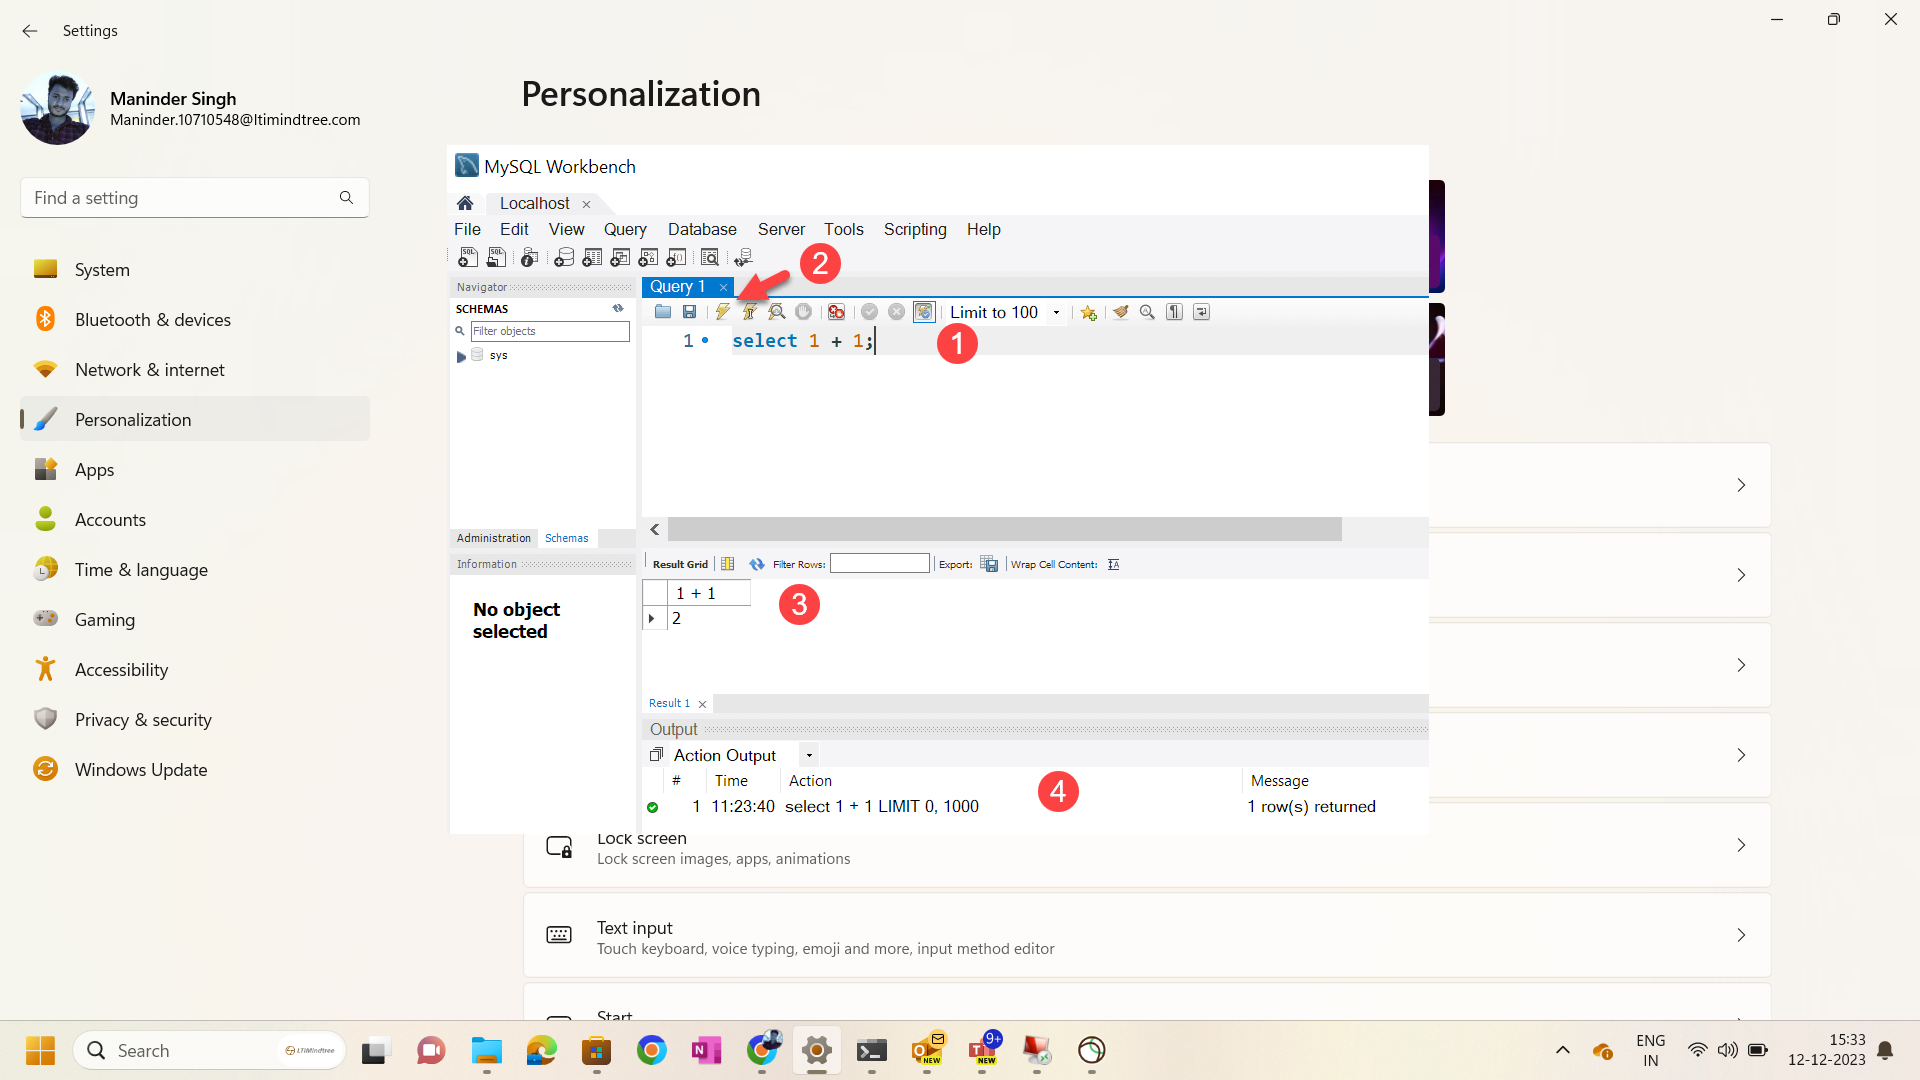 Settings
Maninder Singh
Maninder.10710548@ltimindtree.com
Find a setting
System
Bluetooth & devices
Network & internet
Personalization
Apps
Accounts
Time & language
Gaming
Accessibility
Privacy & security
Windows Update
Personalization
MySQL Workbench
Localhost
File Edit View Query Database Server Tools Scripting Help
2
Navigator
SCHEMAS
Filter objects
sys
Administration Schemas
Information
No object
selected
Query 1
Limit to 100
1 select 1 + 1;
1
Result Grid Filter Rows: Export: Wrap Cell Content:
1 + 1
2
3
Result 1
Output
Action Output
# Time Action Message
1 11:23:40 select 1 + 1 LIMIT 0, 1000 1 row(s) returned
4
Lock screen
Lock screen images, apps, animations
Text input
Touch keyboard, voice typing, emoji and more, input method editor
Start
Search
LTIMindtree
NEW
9+
NEW
ENG
IN
15:33
12-12-2023